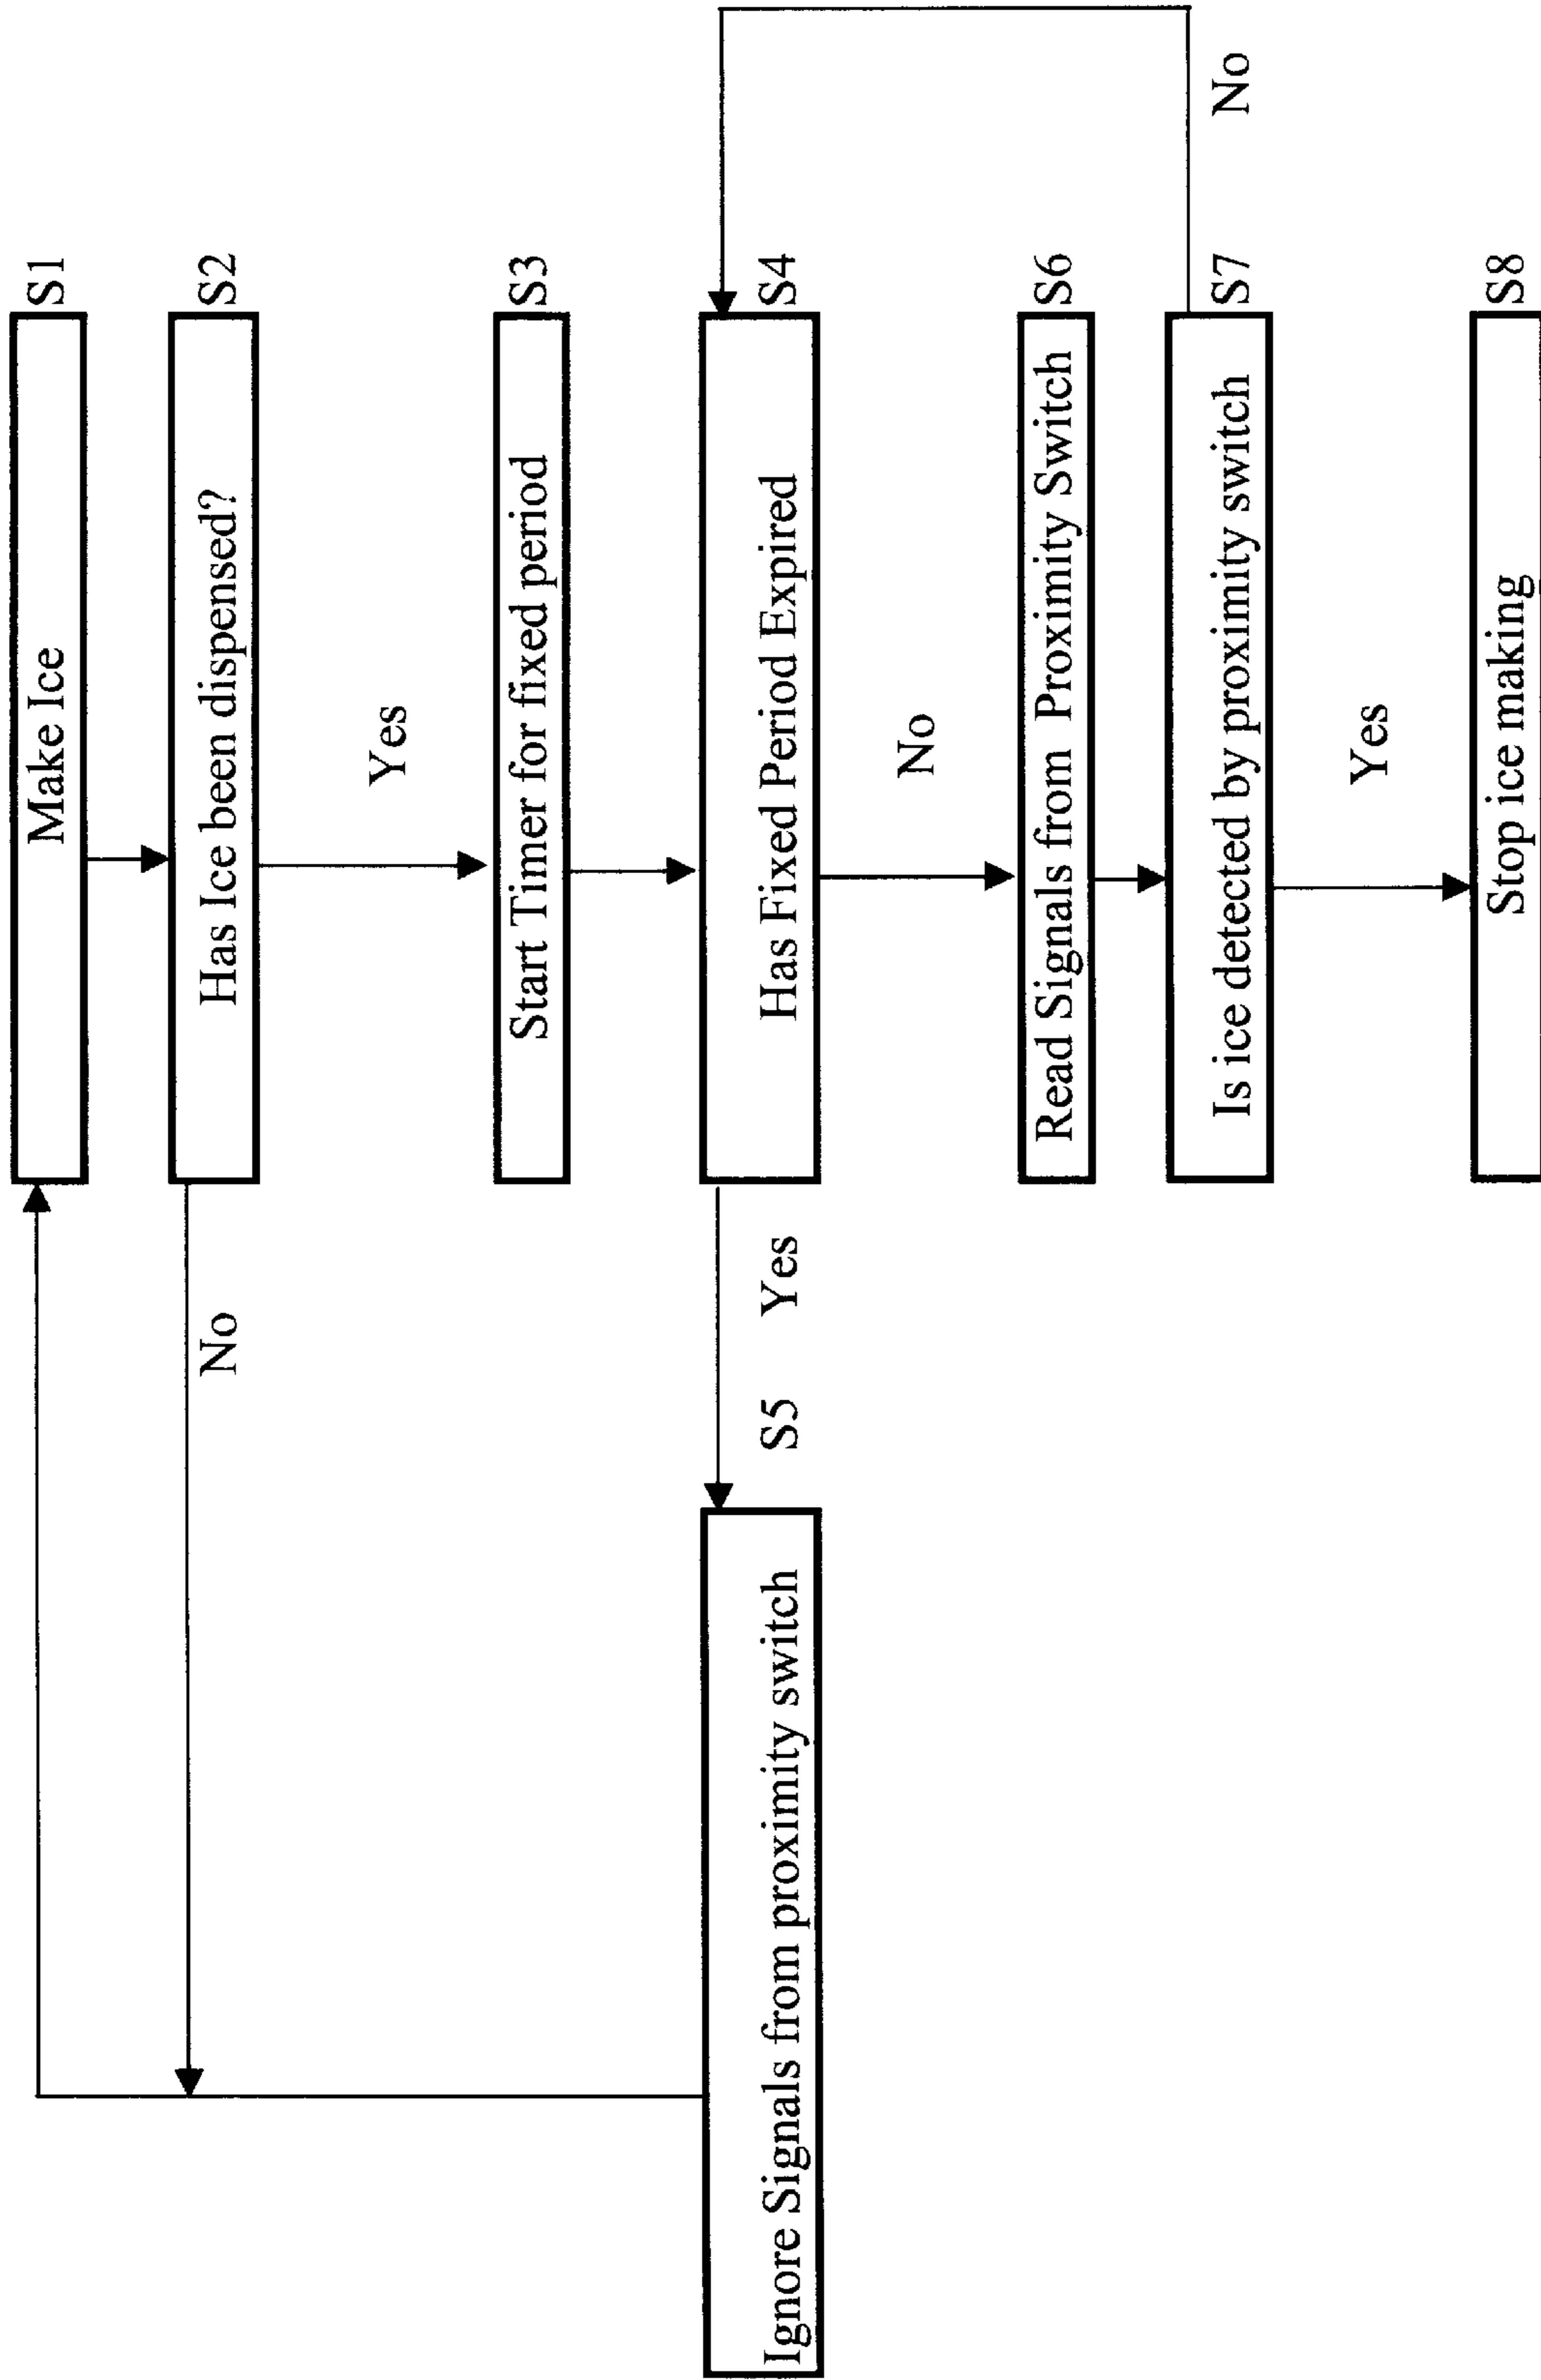 Make Ice
S1
Has Ice been dispensed?
S2
No
Yes
Start Timer for fixed period
S3
Has Fixed Period Expired
S4
Yes
S5
Ignore Signals from proximity switch
No
Read Signals from Proximity Switch
S6
Is ice detected by proximity switch
S7
No
Yes
Stop ice making
S8